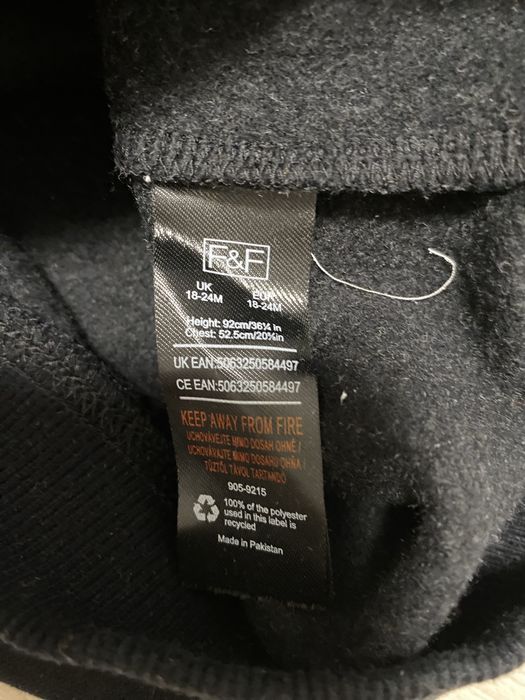 F&F
UK EUR
18-24M 18-24M
Height: 92cm/36¼ in
Chest: 52.5cm/20¾in
UK EAN:5063250584497
CE EAN:5063250584497
KEEP AWAY FROM FIRE
UCHOVÁVEJTE MIMO DOSAH OHNĚ /
UCHOVÁVAJTE MIMO DOSAHU OHŇA /
TŰZTŐL TÁVOL TARTANDÓ
905-9215
100% of the polyester
used in this label is
recycled
Made in Pakistan